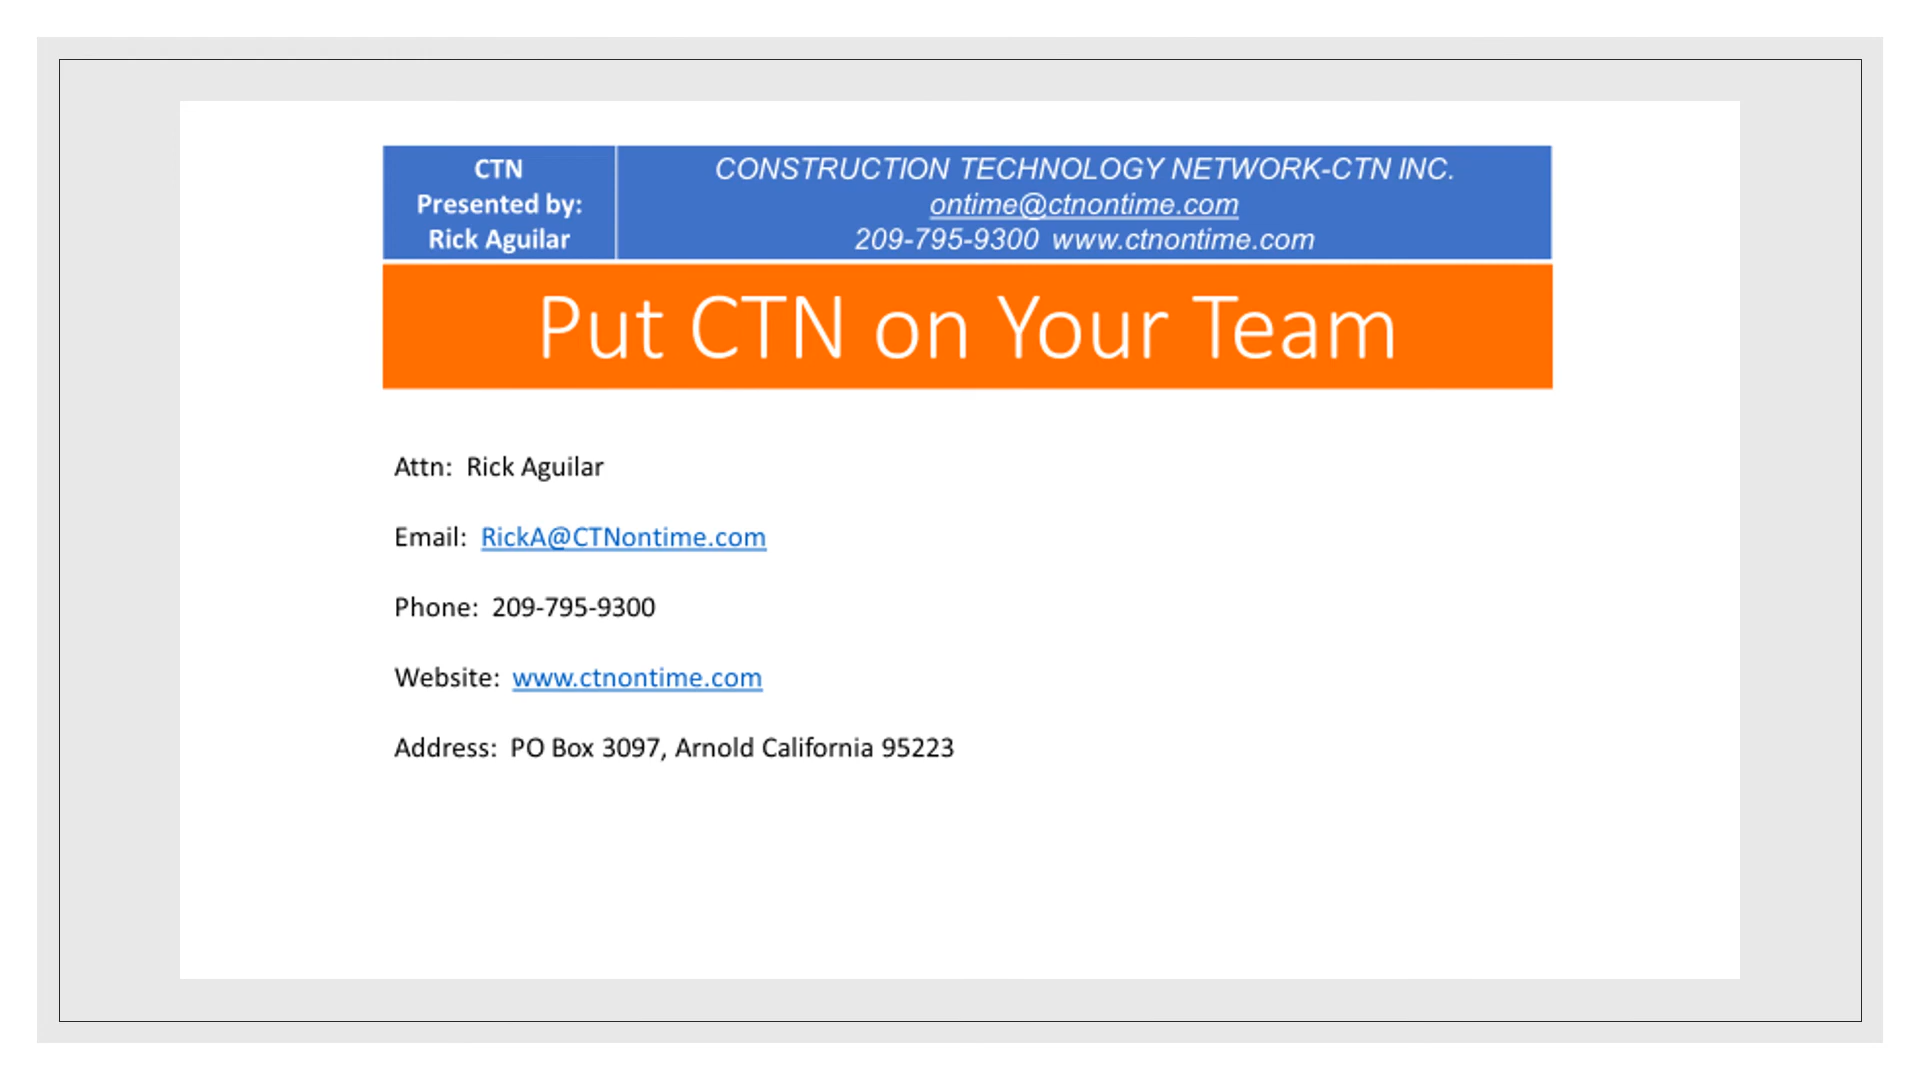 CTN
Presented by:
Rick Aguilar
CONSTRUCTION TECHNOLOGY NETWORK-CTN INC.
ontime@ctnontime.com
209-795-9300 www.ctnontime.com
Put CTN on Your Team
Attn: Rick Aguilar
Email: RickA@CTNontime.com
Phone: 209-795-9300
Website: www.ctnontime.com
Address: PO Box 3097, Arnold California 95223